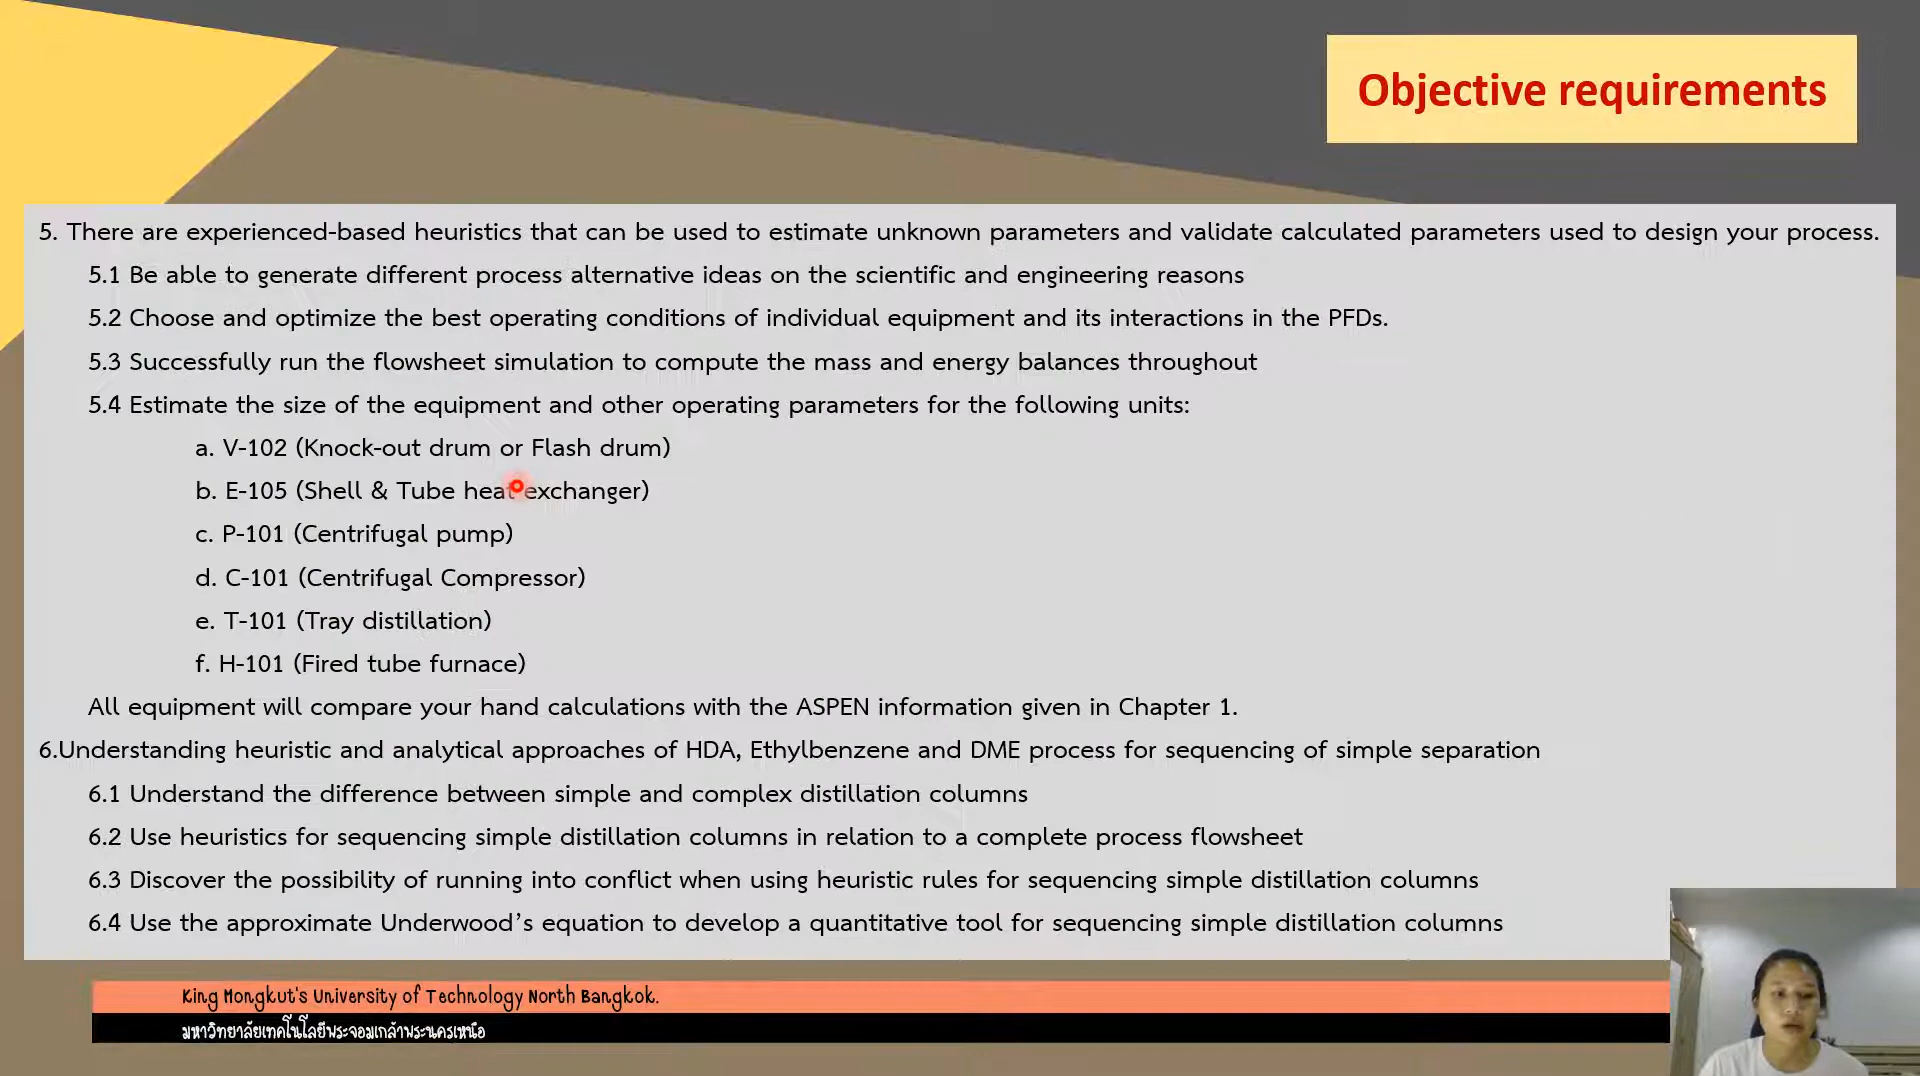 Objective requirements
5. There are experienced-based heuristics that can be used to estimate unknown parameters and validate calculated parameters used to design your process.
5.1 Be able to generate different process alternative ideas on the scientific and engineering reasons
5.2 Choose and optimize the best operating conditions of individual equipment and its interactions in the PFDs.
5.3 Successfully run the flowsheet simulation to compute the mass and energy balances throughout
5.4 Estimate the size of the equipment and other operating parameters for the following units:
a. V-102 (Knock-out drum or Flash drum)
b. E-105 (Shell & Tube heat exchanger)
c. P-101 (Centrifugal pump)
d. C-101 (Centrifugal Compressor)
e. T-101 (Tray distillation)
f. H-101 (Fired tube furnace)
All equipment will compare your hand calculations with the ASPEN information given in Chapter 1.
6.Understanding heuristic and analytical approaches of HDA, Ethylbenzene and DME process for sequencing of simple separation
6.1 Understand the difference between simple and complex distillation columns
6.2 Use heuristics for sequencing simple distillation columns in relation to a complete process flowsheet
6.3 Discover the possibility of running into conflict when using heuristic rules for sequencing simple distillation columns
6.4 Use the approximate Underwood’s equation to develop a quantitative tool for sequencing simple distillation columns
King Mongkut's University of Technology North Bangkok.
มหาวิทยาลัยเทคโนโลยีพระจอมเกล้าพระนครเหนือ